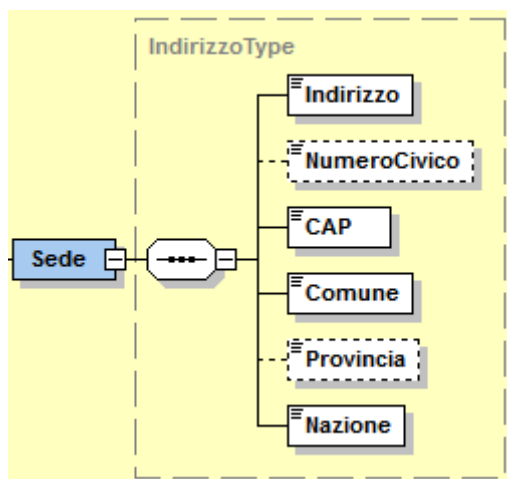 IndirizzoType
Indirizzo
NumeroCivico
CAP
Sede
Comune
Provincia
Nazione